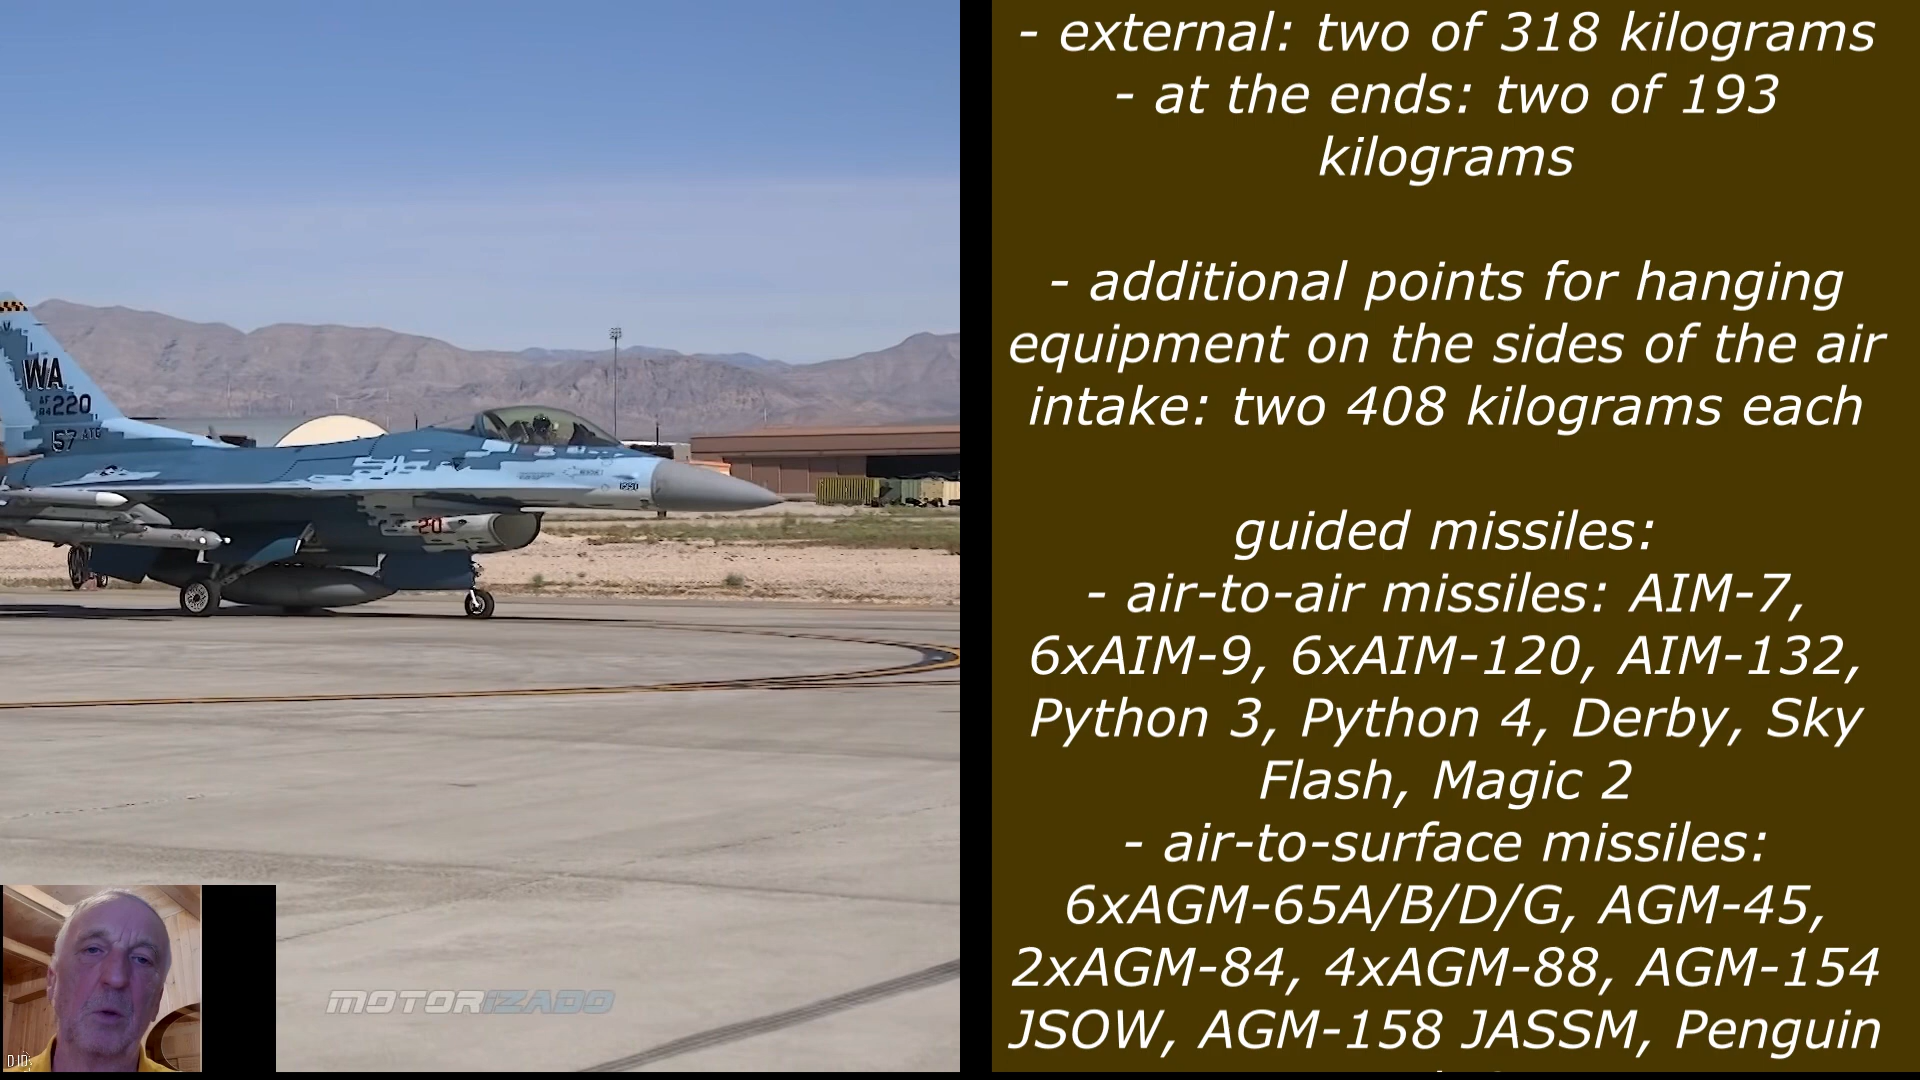 - external: two of 318 kilograms
- at the ends: two of 193
kilograms
- additional points for hanging
equipment on the sides of the air
intake: two 408 kilograms each
guided missiles:
- air-to-air missiles: AIM-7,
6xAIM-9, 6xAIM-120, AIM-132,
Python 3, Python 4, Derby, Sky
Flash, Magic 2
- air-to-surface missiles:
6xAGM-65A/B/D/G, AGM-45,
2xAGM-84, 4xAGM-88, AGM-154
JSOW, AGM-158 JASSM, Penguin
WA
AF
84 220
57 ATG
20
MOTORIZADO